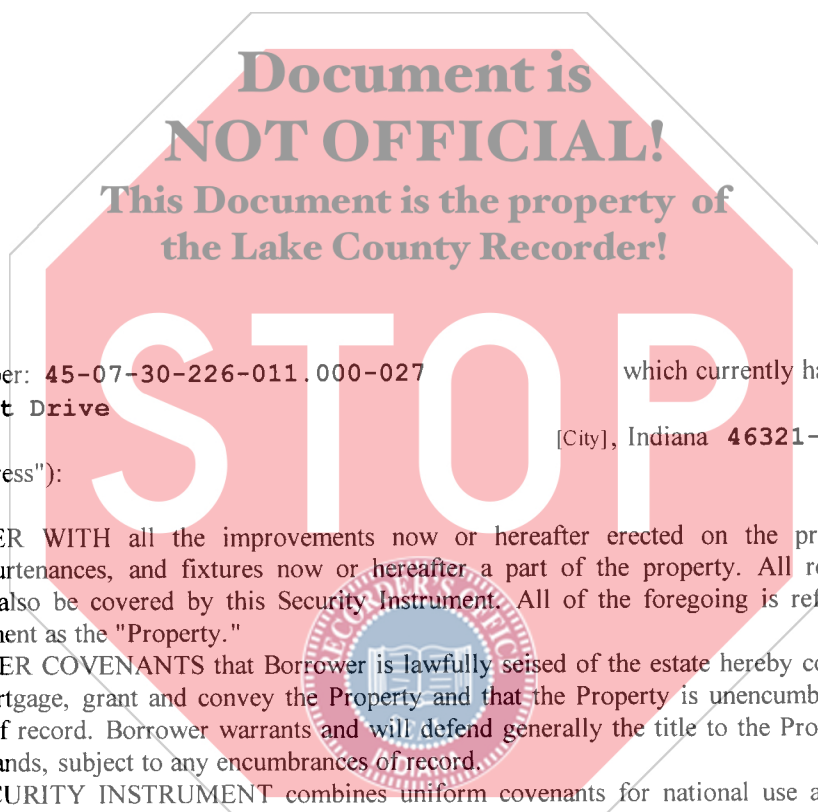 Document is
NOT OFFICIAL!
This Document is the property of
the Lake County Recorder!
STOP
er: 45-07-30-226-011.000-027 which currently ha
t Drive
[City], Indiana 46321-
ress"):
ER WITH all the improvements now or hereafter erected on the pr
urtenances, and fixtures now or hereafter a part of the property. All re
also be covered by this Security Instrument. All of the foregoing is ref
nent as the "Property."
ER COVENANTS that Borrower is lawfully seised of the estate hereby co
rtgage, grant and convey the Property and that the Property is unencumb
f record. Borrower warrants and will defend generally the title to the Pro
ands, subject to any encumbrances of record.
CURITY INSTRUMENT combines uniform covenants for national use a
RECORDER'S OFFIC
INDIANA